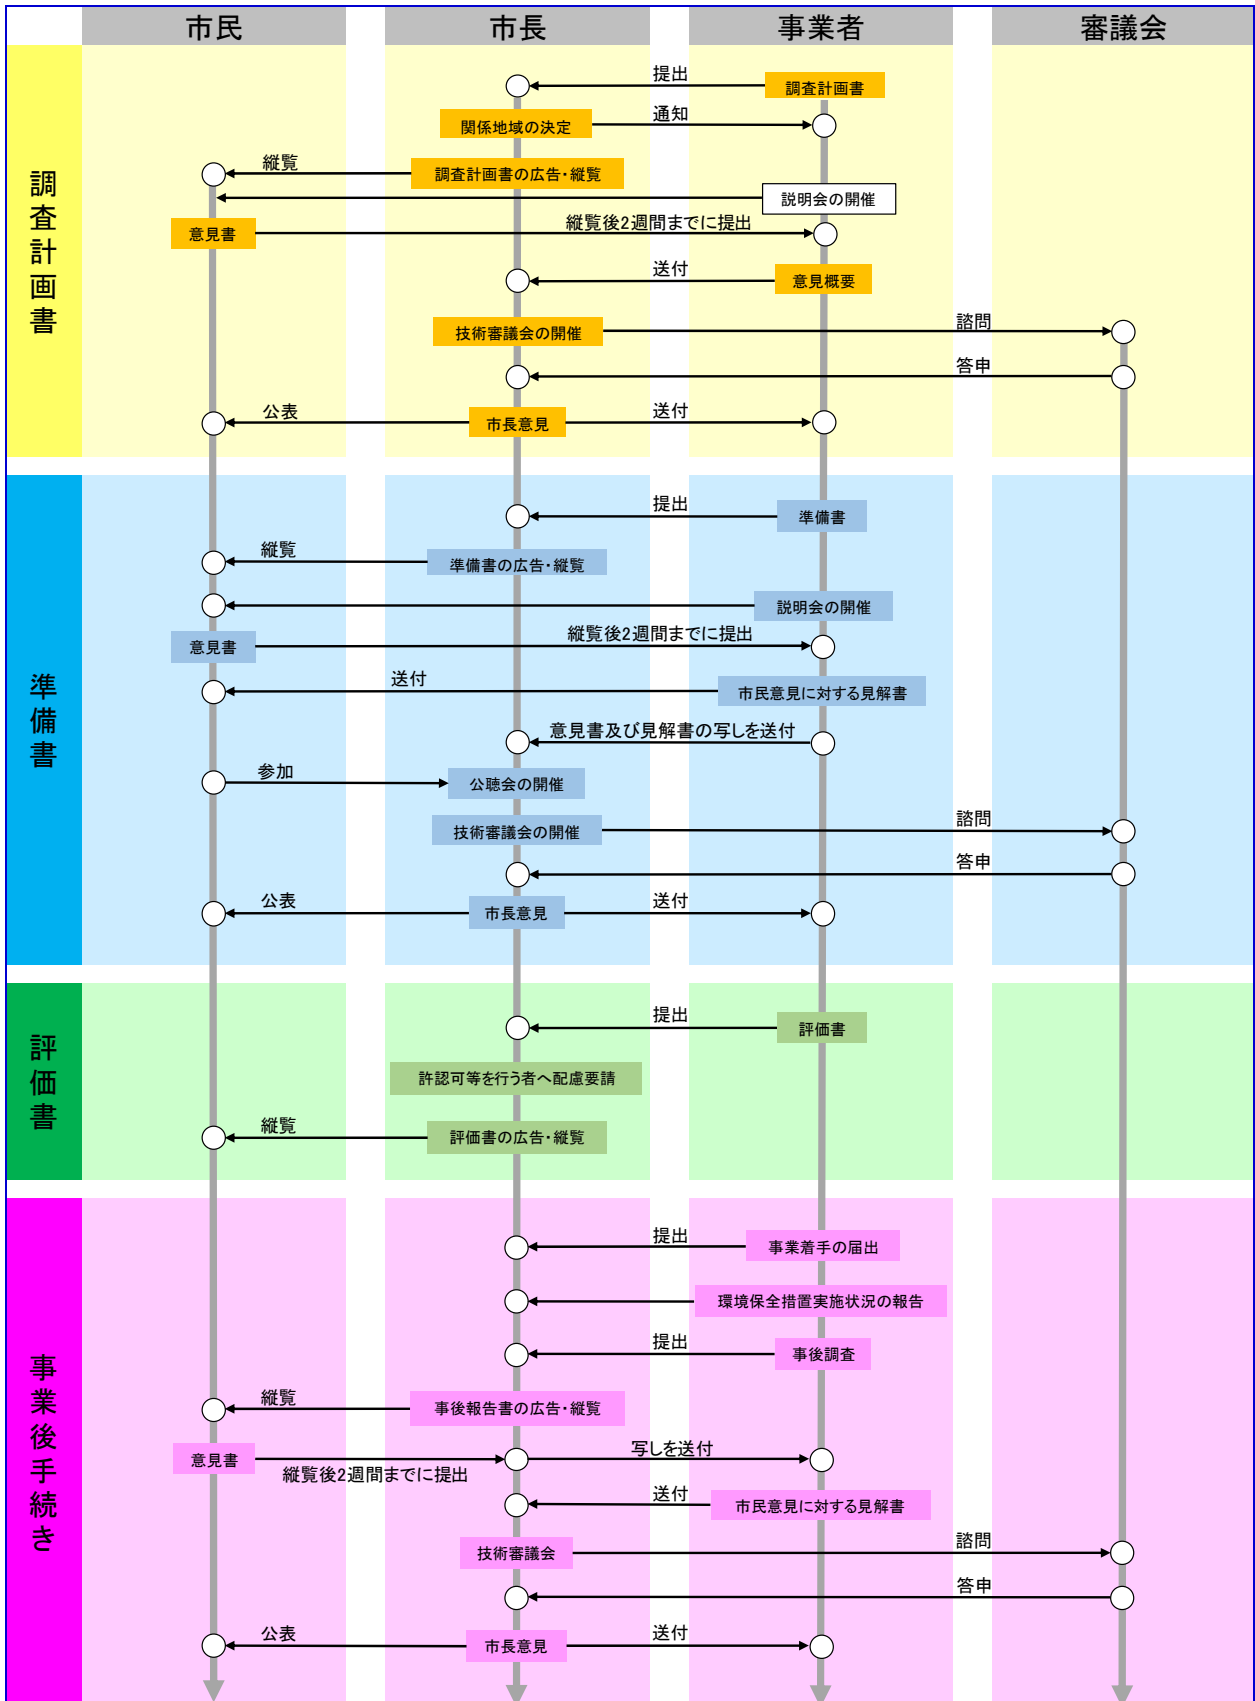 市民
市長
事業者
審議会
調査計画書
提出
調査計画書
関係地域の決定
通知
縦覧
調査計画書の広告・縦覧
説明会の開催
意見書
縦覧後2週間までに提出
送付
意見概要
技術審議会の開催
諮問
答申
公表
市長意見
送付
準備書
提出
準備書
縦覧
準備書の広告・縦覧
説明会の開催
意見書
縦覧後2週間までに提出
送付
市民意見に対する見解書
意見書及び見解書の写しを送付
参加
公聴会の開催
技術審議会の開催
諮問
答申
公表
市長意見
送付
評価書
提出
評価書
許認可等を行う者へ配慮要請
縦覧
評価書の広告・縦覧
事業後手続き
提出
事業着手の届出
環境保全措置実施状況の報告
提出
事後調査
縦覧
事後報告書の広告・縦覧
意見書
縦覧後2週間までに提出
写しを送付
送付
市民意見に対する見解書
技術審議会
諮問
答申
公表
市長意見
送付